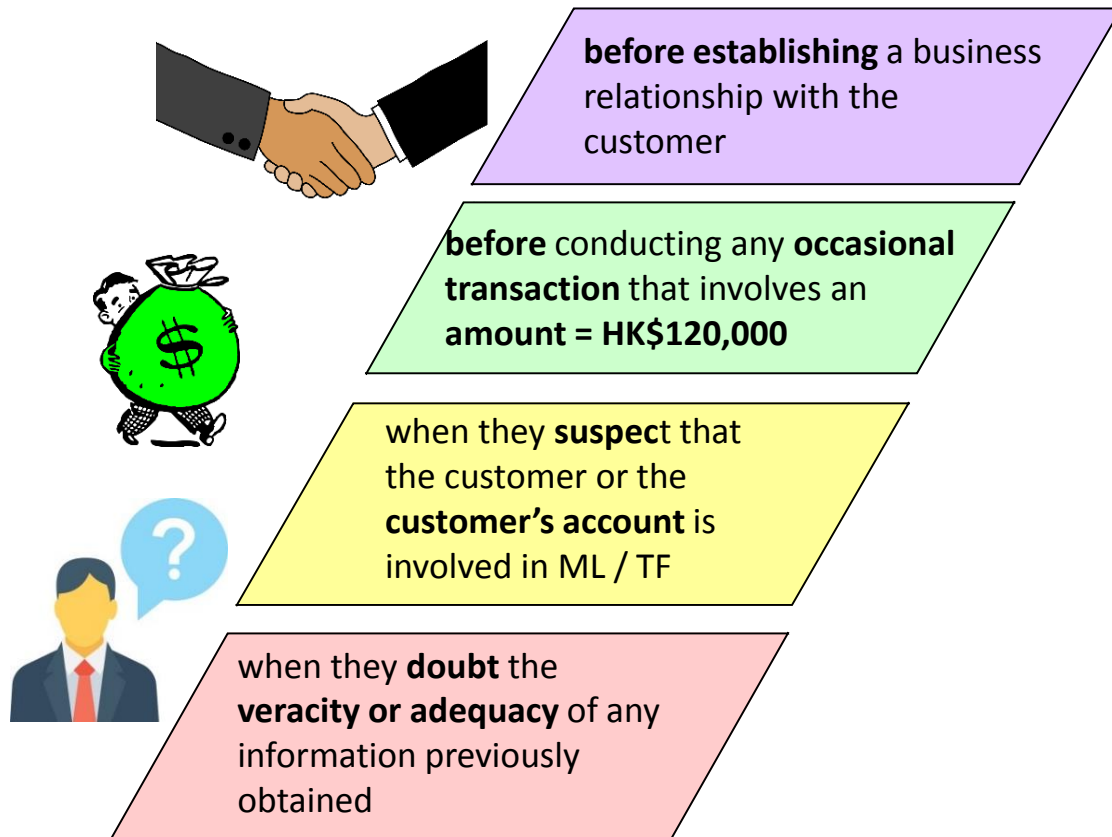 before establishing a business
relationship with the
customer
before conducting any occasional
transaction that involves an
amount = HK$120,000
$
when they suspect that
the customer or the
customer's account is
involved in ML / TF
?
when they doubt the
veracity or adequacy of any
information previously
obtained